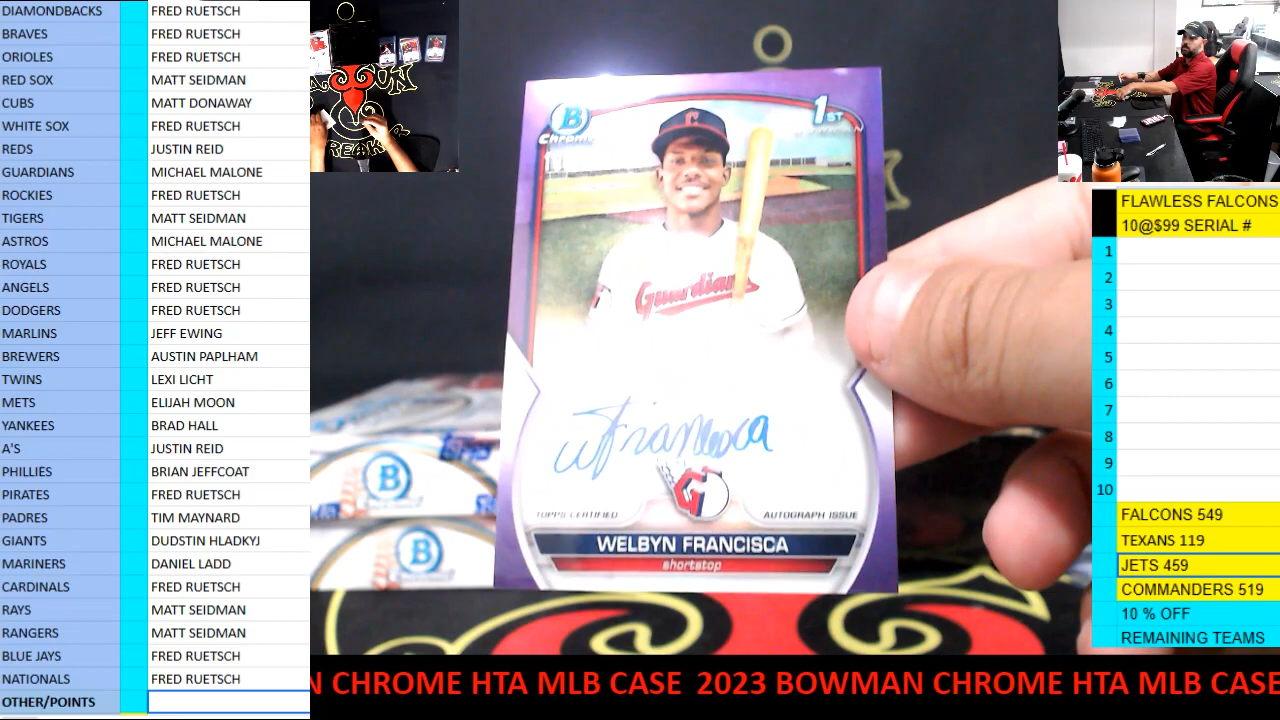 DIAMONDBACKS FRED RUETSCH
BRAVES FRED RUETSCH
ORIOLES FRED RUETSCH
RED SOX MATT SEIDMAN
CUBS MATT DONAWAY
WHITE SOX FRED RUETSCH
REDS JUSTIN REID
GUARDIANS MICHAEL MALONE
ROCKIES FRED RUETSCH
TIGERS MATT SEIDMAN
ASTROS MICHAEL MALONE
ROYALS FRED RUETSCH
ANGELS FRED RUETSCH
DODGERS FRED RUETSCH
MARLINS JEFF EWING
BREWERS AUSTIN PAPLHAM
TWINS LEXI LICHT
METS ELIJAH MOON
YANKEES BRAD HALL
A'S JUSTIN REID
PHILLIES BRIAN JEFFCOAT
PIRATES FRED RUETSCH
PADRES TIM MAYNARD
GIANTS DUDSTIN HLADKYJ
MARINERS DANIEL LADD
CARDINALS FRED RUETSCH
RAYS MATT SEIDMAN
RANGERS MATT SEIDMAN
BLUE JAYS FRED RUETSCH
NATIONALS FRED RUETSCH
OTHER/POINTS
B
Chrome
1ST
C
Guardians
WFrancisca
TOPPS CERTIFIED AUTOGRAPH ISSUE
WELBYN FRANCISCA
shortstop
B
B
FLAWLESS FALCONS
10@$99 SERIAL #
1
2
3
4
5
6
7
8
9
10
FALCONS 549
TEXANS 119
JETS 459
COMMANDERS 519
10 % OFF
REMAINING TEAMS
N CHROME HTA MLB CASE 2023 BOWMAN CHROME HTA MLB CASE